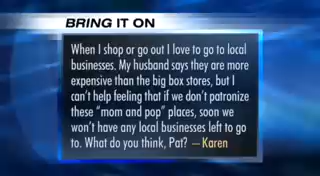 BRING IT ON
When I shop or go out I love to go to local
businesses. My husband says they are more
expensive than the big box stores, but I
can't help feeling that if we don't patronize
these “mom and pop” places, soon we
won't have any local businesses left to go
to. What do you think, Pat? – Karen